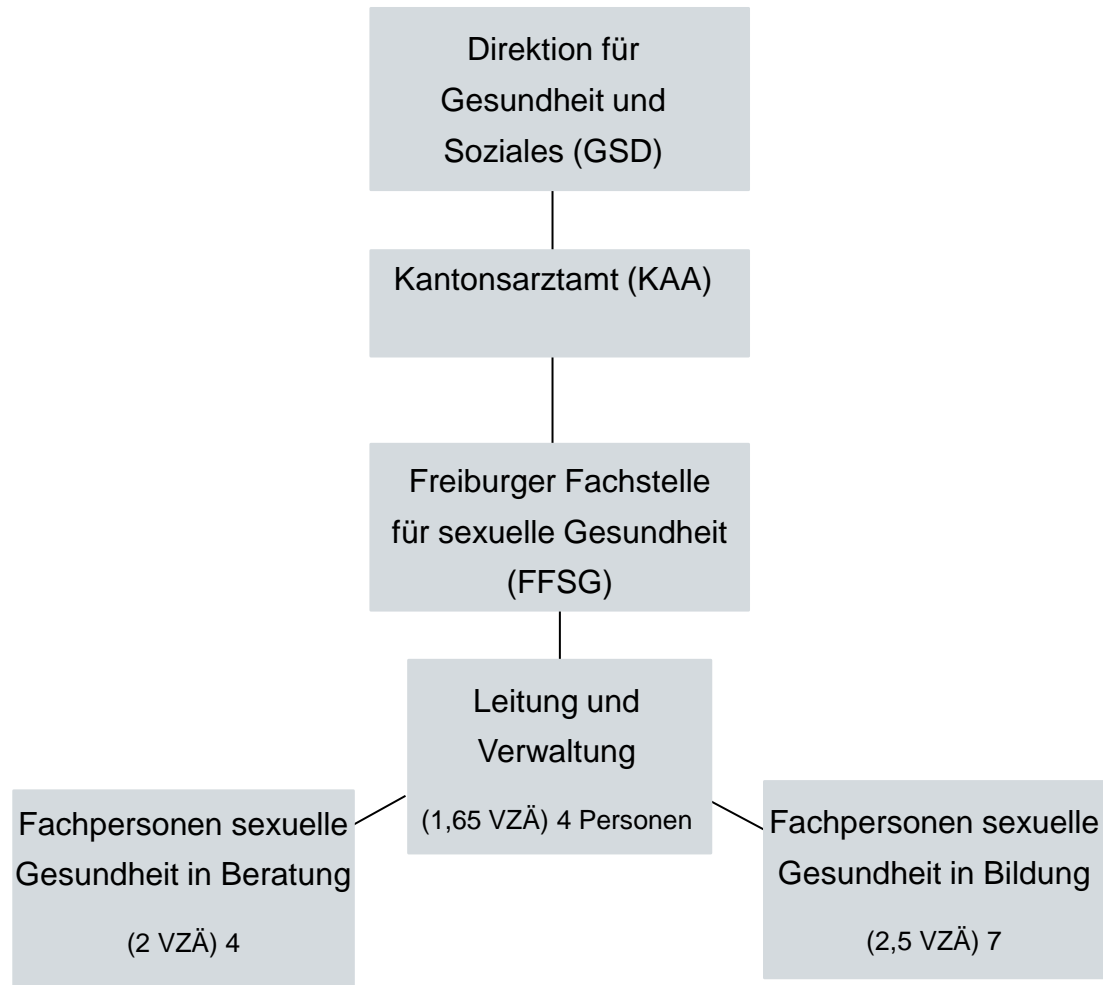 Direktion für
Gesundheit und
Soziales (GSD)
Kantonsarztamt (KAA)
Freiburger Fachstelle
für sexuelle Gesundheit
(FFSG)
Leitung und
Verwaltung
(1,65 VZÄ) 4 Personen
Fachpersonen sexuelle
Gesundheit in Beratung
(2 VZÄ) 4
Fachpersonen sexuelle
Gesundheit in Bildung
(2,5 VZÄ) 7